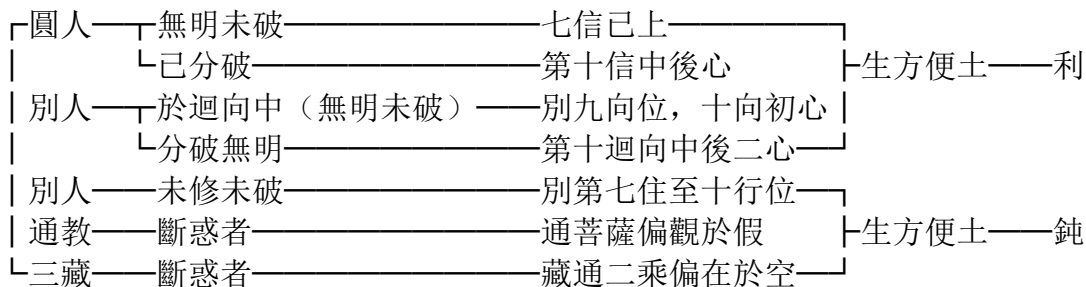 ┌圓人──┬無明未破────────────七信已上────────┐
│　　　　└已分破─────────────第十信中後心　　　　├生方便土──利
│別人──┬於迴向中（無明未破）──別九向位，十向初心│
│　　　　└分破無明────────────第十迴向中後二心──┘
│別人───未修未破────────────別第七住至十行位──┐
│通教───斷惑者─────────────通菩薩偏觀於假　　　├生方便土──鈍
└三藏───斷惑者─────────────藏通二乘偏在於空──┘